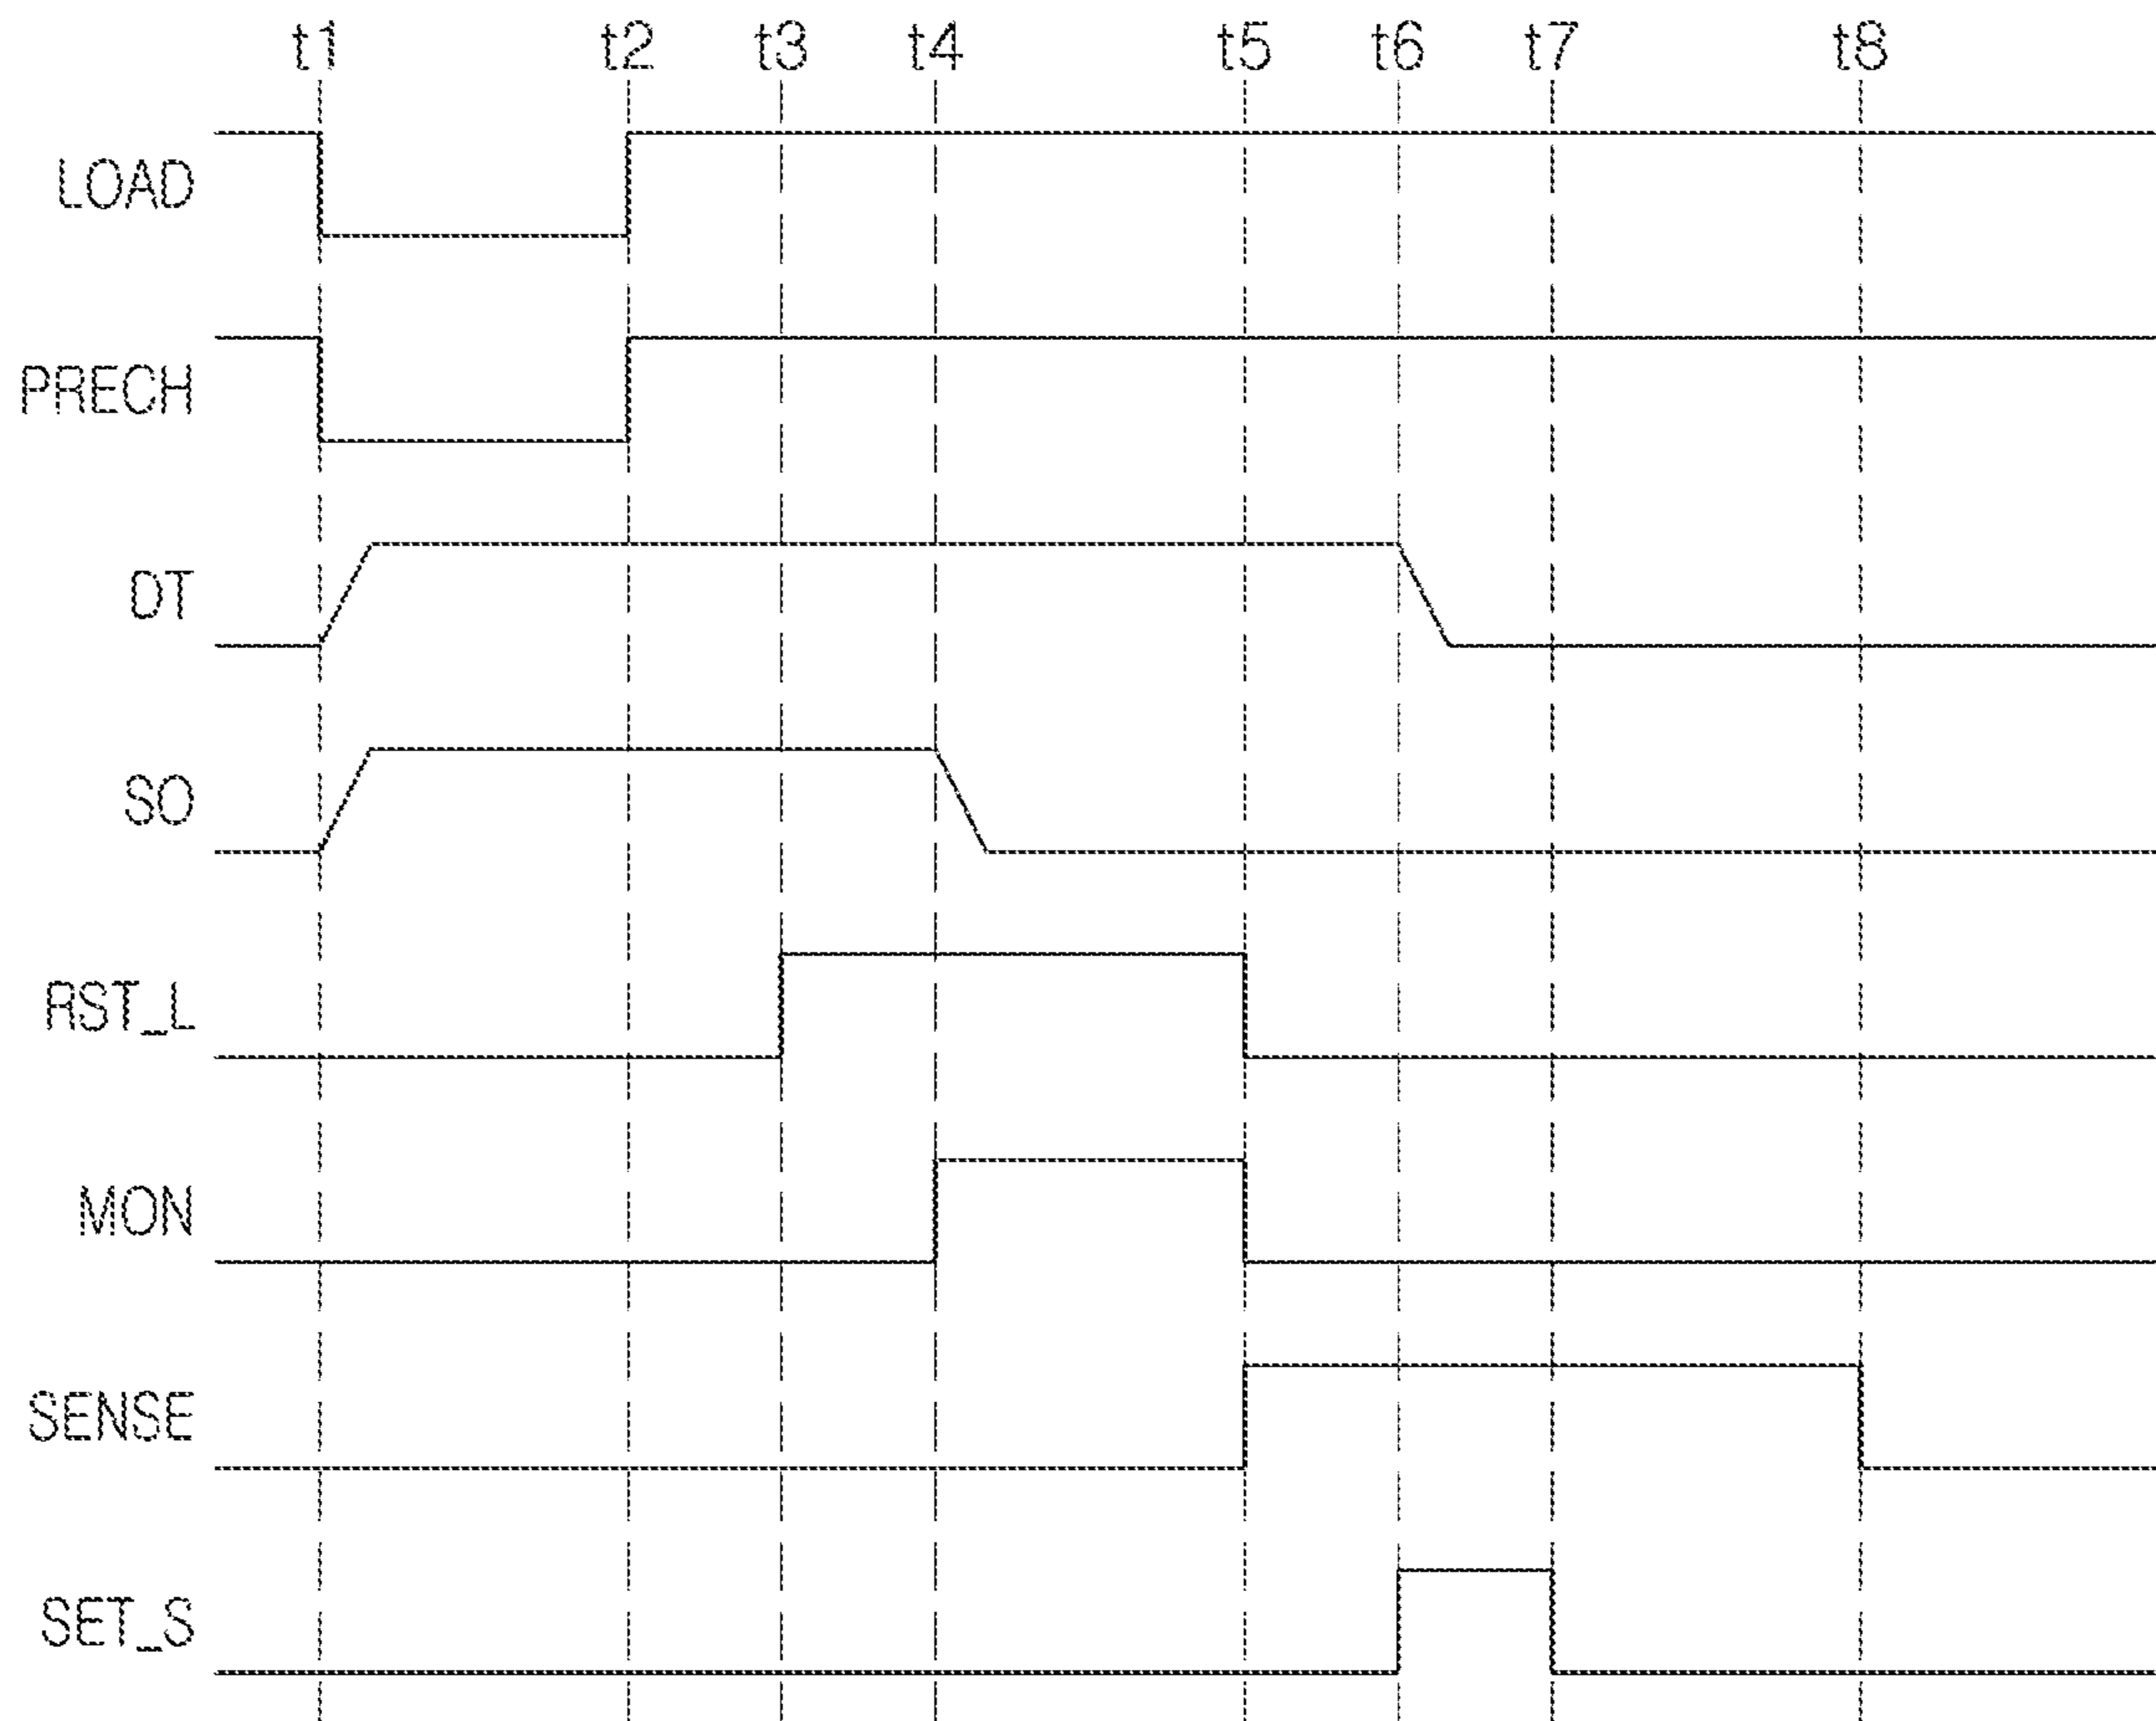 t1 t2 t3 t4 t5 t6 t7 t8
LOAD
PRECH
DT
SO
RST_L
MON
SENSE
SET_S